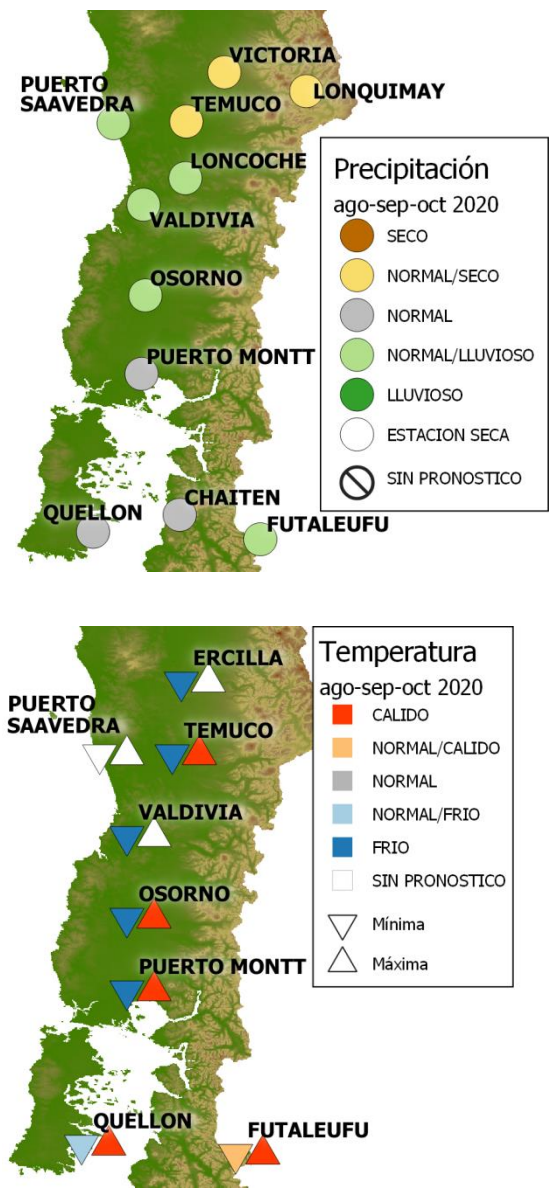 VICTORIA
PUERTO
SAAVEDRA
LONQUIMAY
TEMUCO
LONCOCHE
VALDIVIA
OSORNO
PUERTO MONTT
CHAITEN
QUELLON
FUTALEUFU
Precipitación
ago-sep-oct 2020
SECO
NORMAL/SECO
NORMAL
NORMAL/LLUVIOSO
LLUVIOSO
ESTACION SECA
SIN PRONOSTICO
ERCILLA
PUERTO
SAAVEDRA
TEMUCO
VALDIVIA
OSORNO
PUERTO MONTT
QUELLON
FUTALEUFU
Temperatura
ago-sep-oct 2020
CALIDO
NORMAL/CALIDO
NORMAL
NORMAL/FRIO
FRIO
SIN PRONOSTICO
Mínima
Máxima